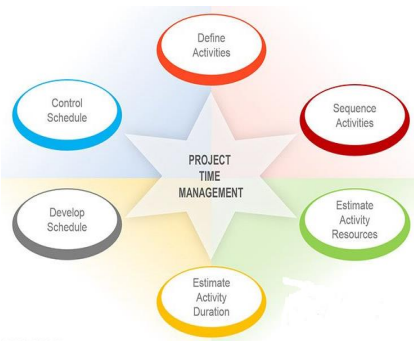 Define
Activities
Control
Schedule
Sequence
Activities
PROJECT
TIME
MANAGEMENT
Develop
Schedule
Estimate
Activity
Resources
Estimate
Activity
Duration